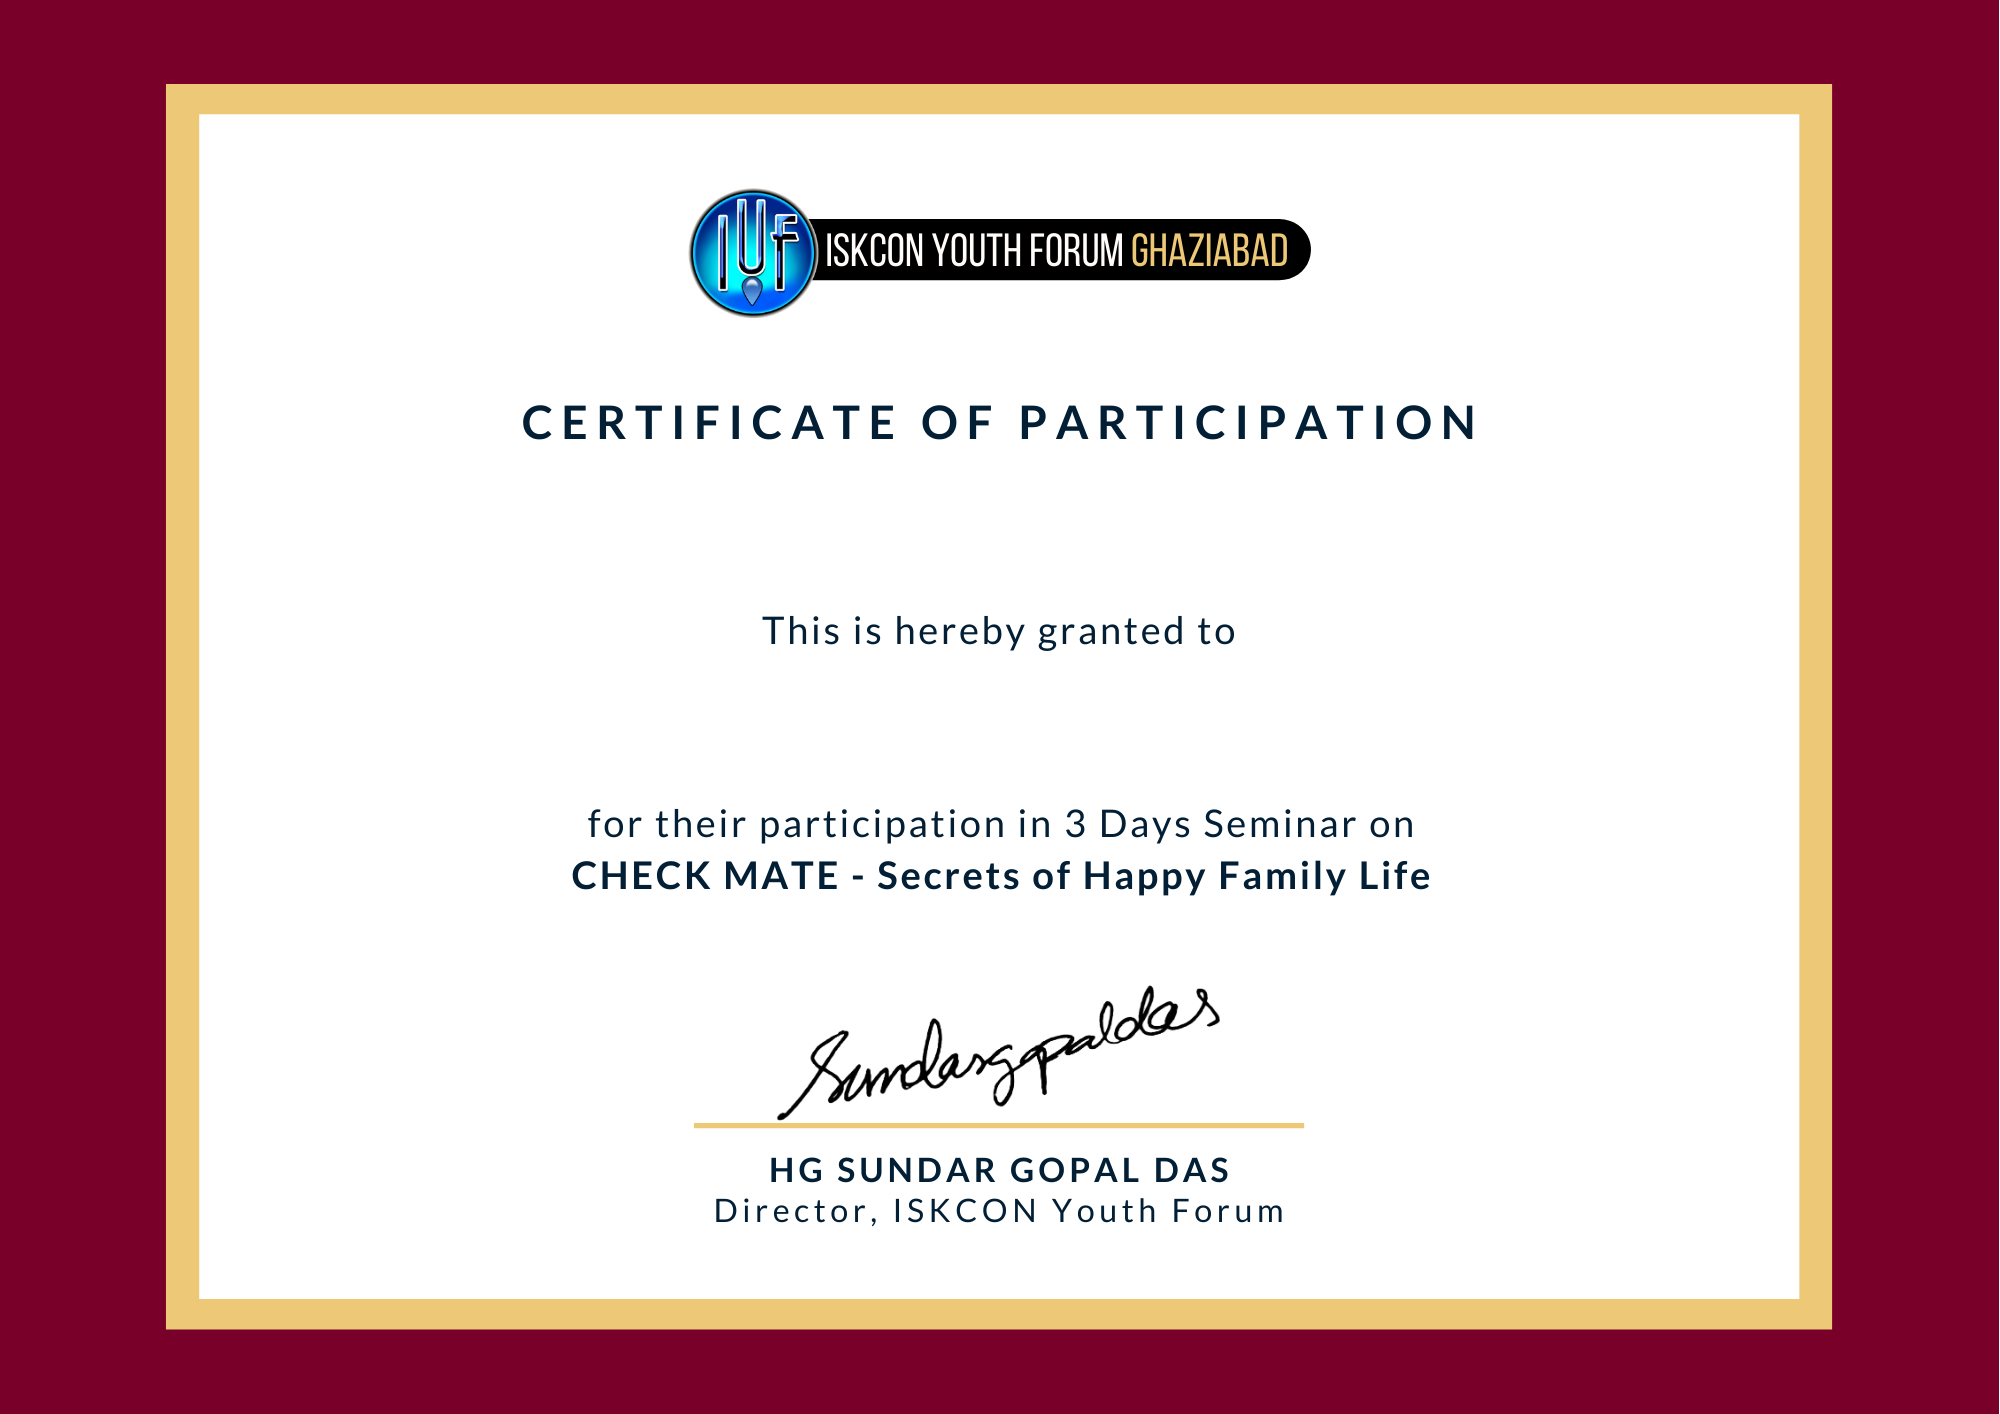 IYF ISKCON YOUTH FORUM GHAZIABAD
CERTIFICATE OF PARTICIPATION
This is hereby granted to
for their participation in 3 Days Seminar on
CHECK MATE - Secrets of Happy Family Life
Sundargopaldas
HG SUNDAR GOPAL DAS
Director, ISKCON Youth Forum